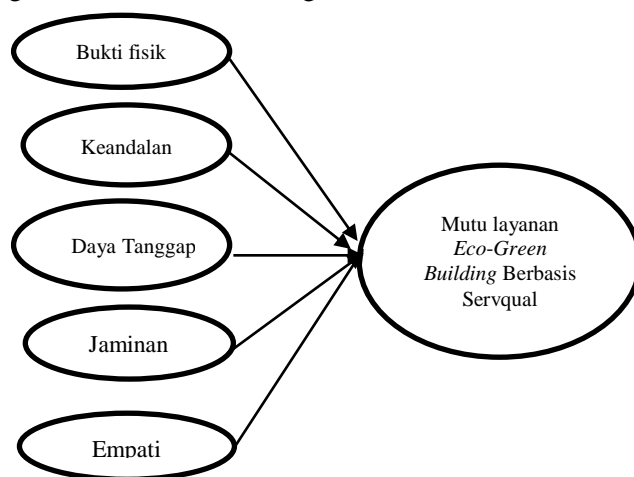 Bukti fisik
Keandalan
Daya Tanggap
Jaminan
Empati
Mutu layanan
Eco-Green
Building Berbasis
Servqual